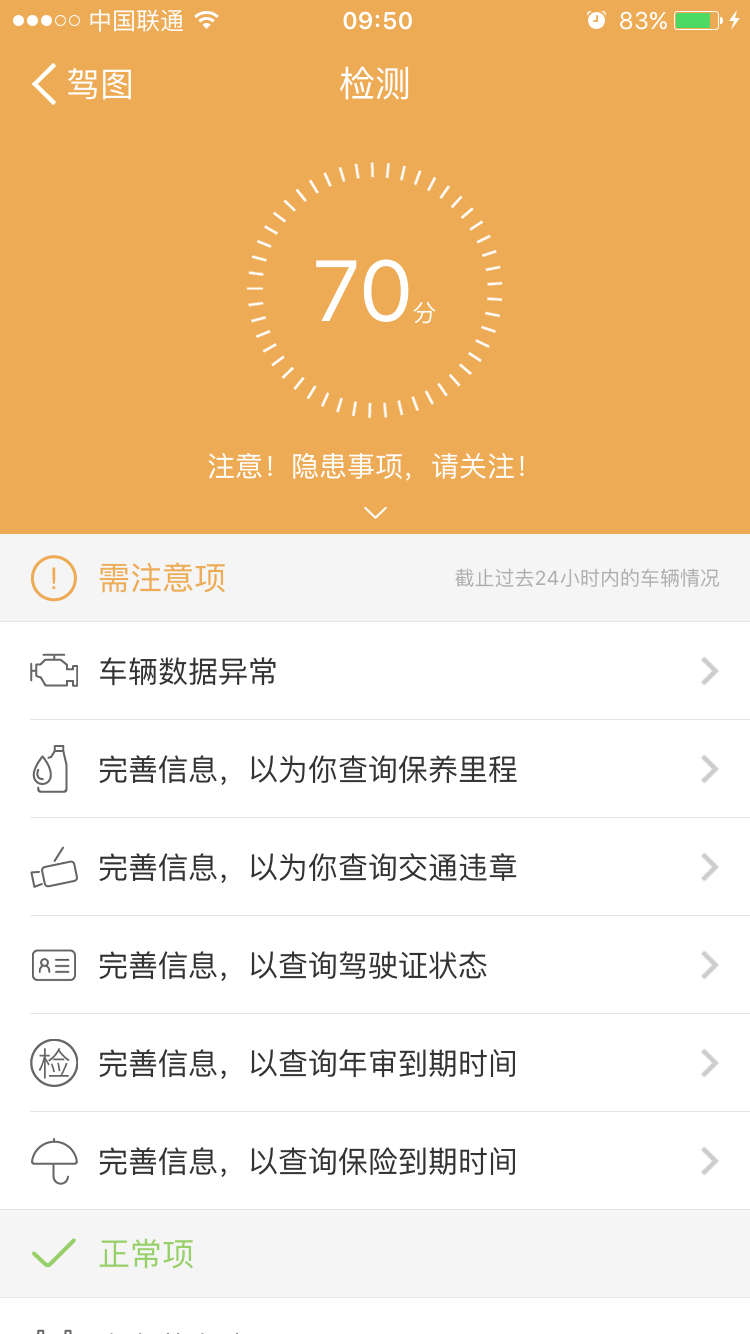 中国联通 09:50 83%
驾图 检测
70分
注意！隐患事项，请关注！
需注意项 截止过去24小时内的车辆情况
车辆数据异常
完善信息，以为你查询保养里程
完善信息，以为你查询交通违章
完善信息，以查询驾驶证状态
检 完善信息，以查询年审到期时间
完善信息，以查询保险到期时间
正常项